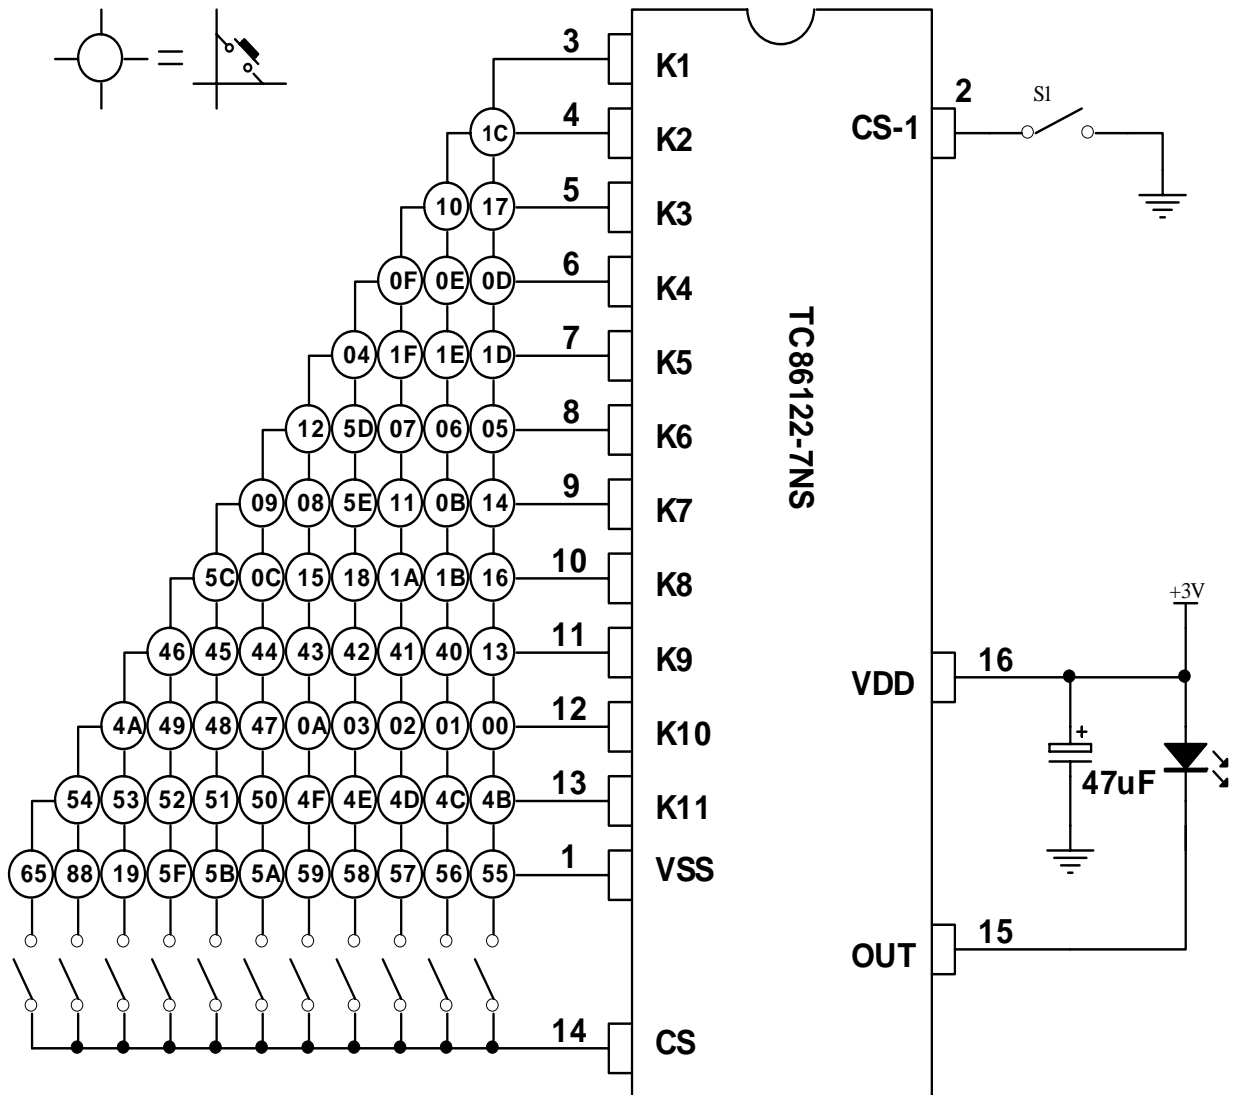 3 K1
2
S1
CS-1
1C 4 K2
10 17 5 K3
0F 0E 0D 6 K4
04 1F 1E 1D 7 K5
12 5D 07 06 05 8 K6
09 08 5E 11 0B 14 9 K7
5C 0C 15 18 1A 1B 16 10 K8
46 45 44 43 42 41 40 13 11 K9
4A 49 48 47 0A 03 02 01 00 12 K10
54 53 52 51 50 4F 4E 4D 4C 4B 13 K11
65 88 19 5F 5B 5A 59 58 57 56 55 1 VSS
14 CS
TC86122-7NS
+3V
VDD 16
+
47uF
OUT 15